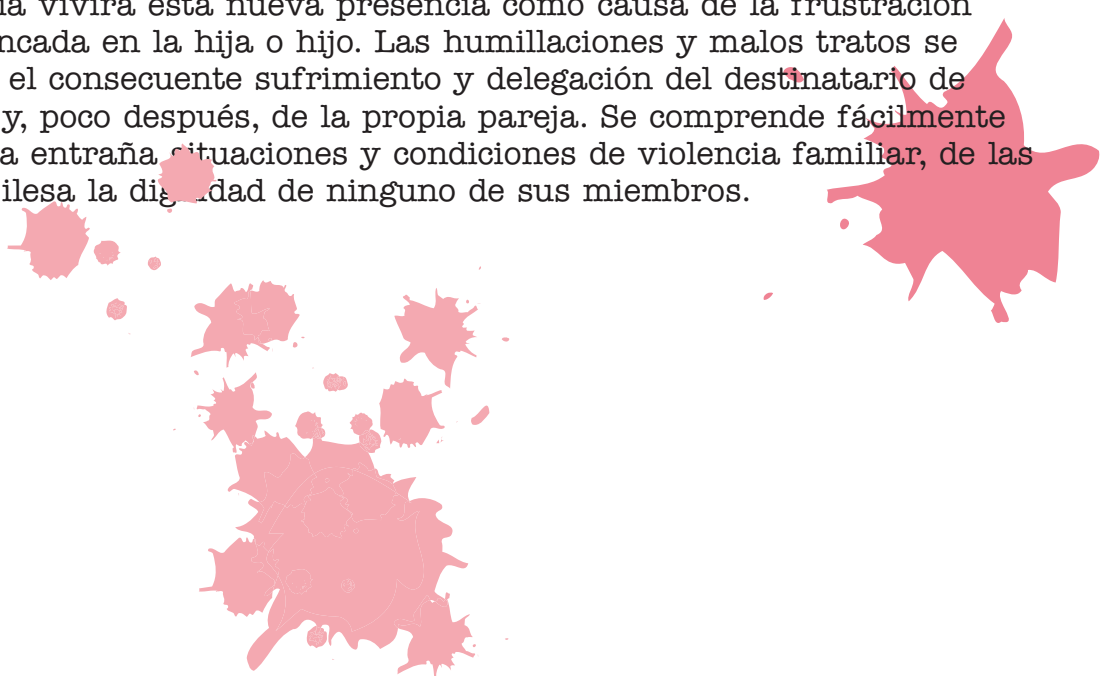 vivirá esta nueva presencia como causa de la frustración
en la hija o hijo. Las humillaciones y malos tratos se
el consecuente sufrimiento y delegación del destinatario de
y, poco después, de la propia pareja. Se comprende fácilmente
entraña situaciones y condiciones de violencia familiar, de las
ilesa la dignidad de ninguno de sus miembros.